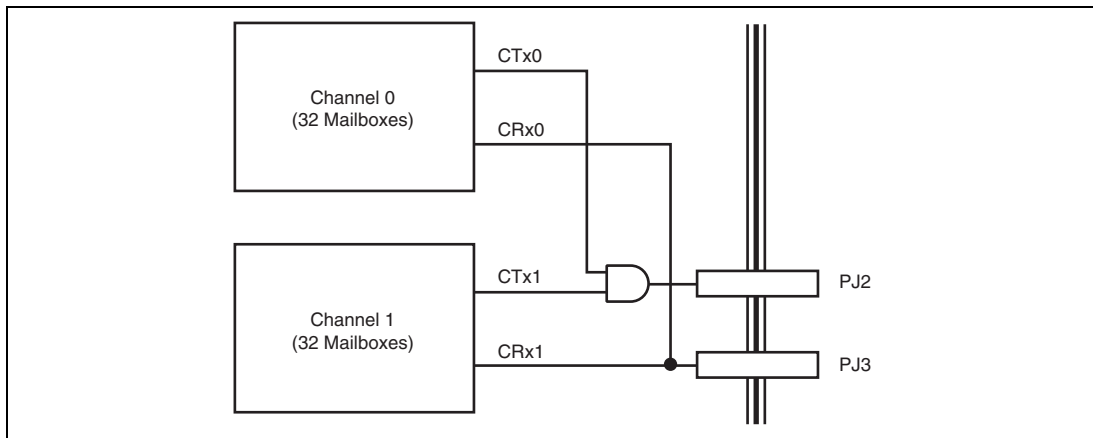 CTx0
Channel 0
(32 Mailboxes)
CRx0
CTx1
PJ2
Channel 1
(32 Mailboxes)
CRx1
PJ3